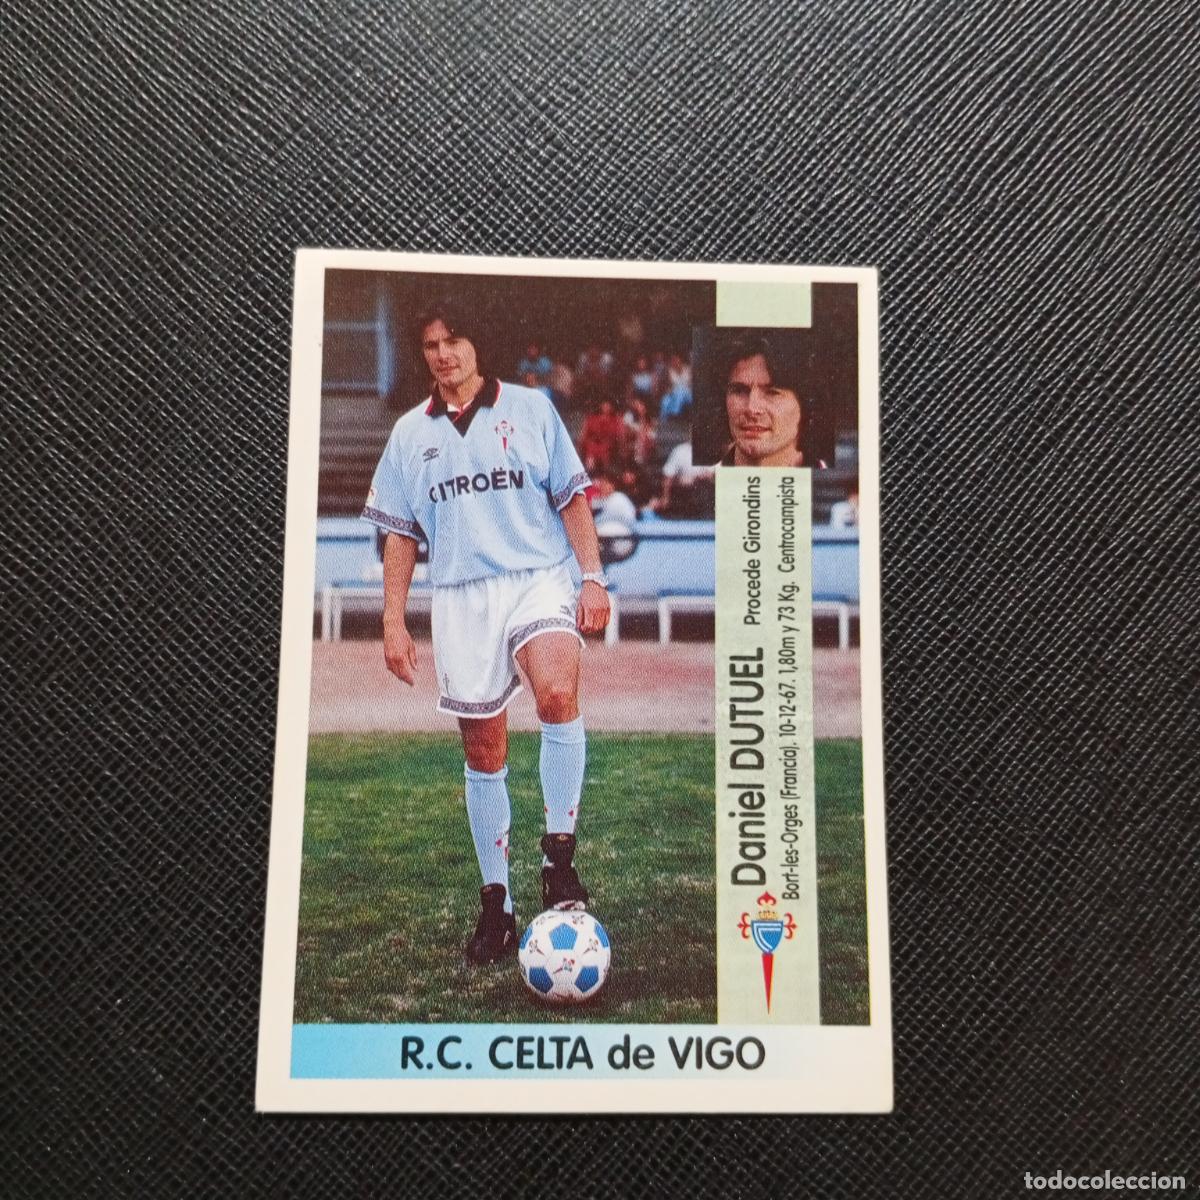 CITROËN
Daniel DUTUEL Procede Girondins
Bort-les-Orges (Francia). 10-12-67. 1,80m y 73 Kg. Centrocampista
R.C. CELTA de VIGO
todocoleccion